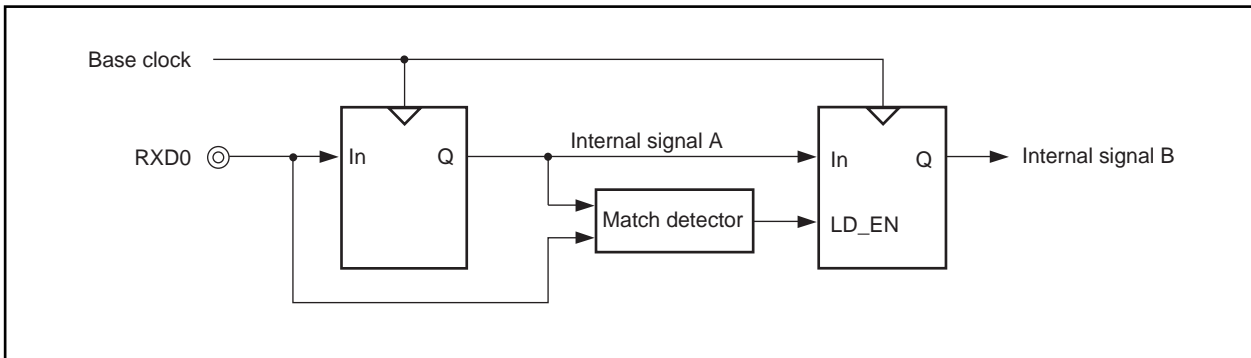 Base clock
RXD0
In
Q
Internal signal A
In
Q
Internal signal B
Match detector
LD_EN